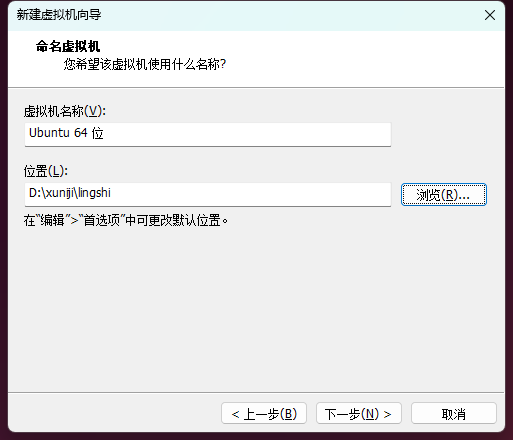 新建虚拟机向导
命名虚拟机
您希望该虚拟机使用什么名称?
虚拟机名称(V):
Ubuntu 64 位
位置(L):
D:\xuniji\lingshi
浏览(R)...
在“编辑”>“首选项”中可更改默认位置。
< 上一步(B)
下一步(N) >
取消